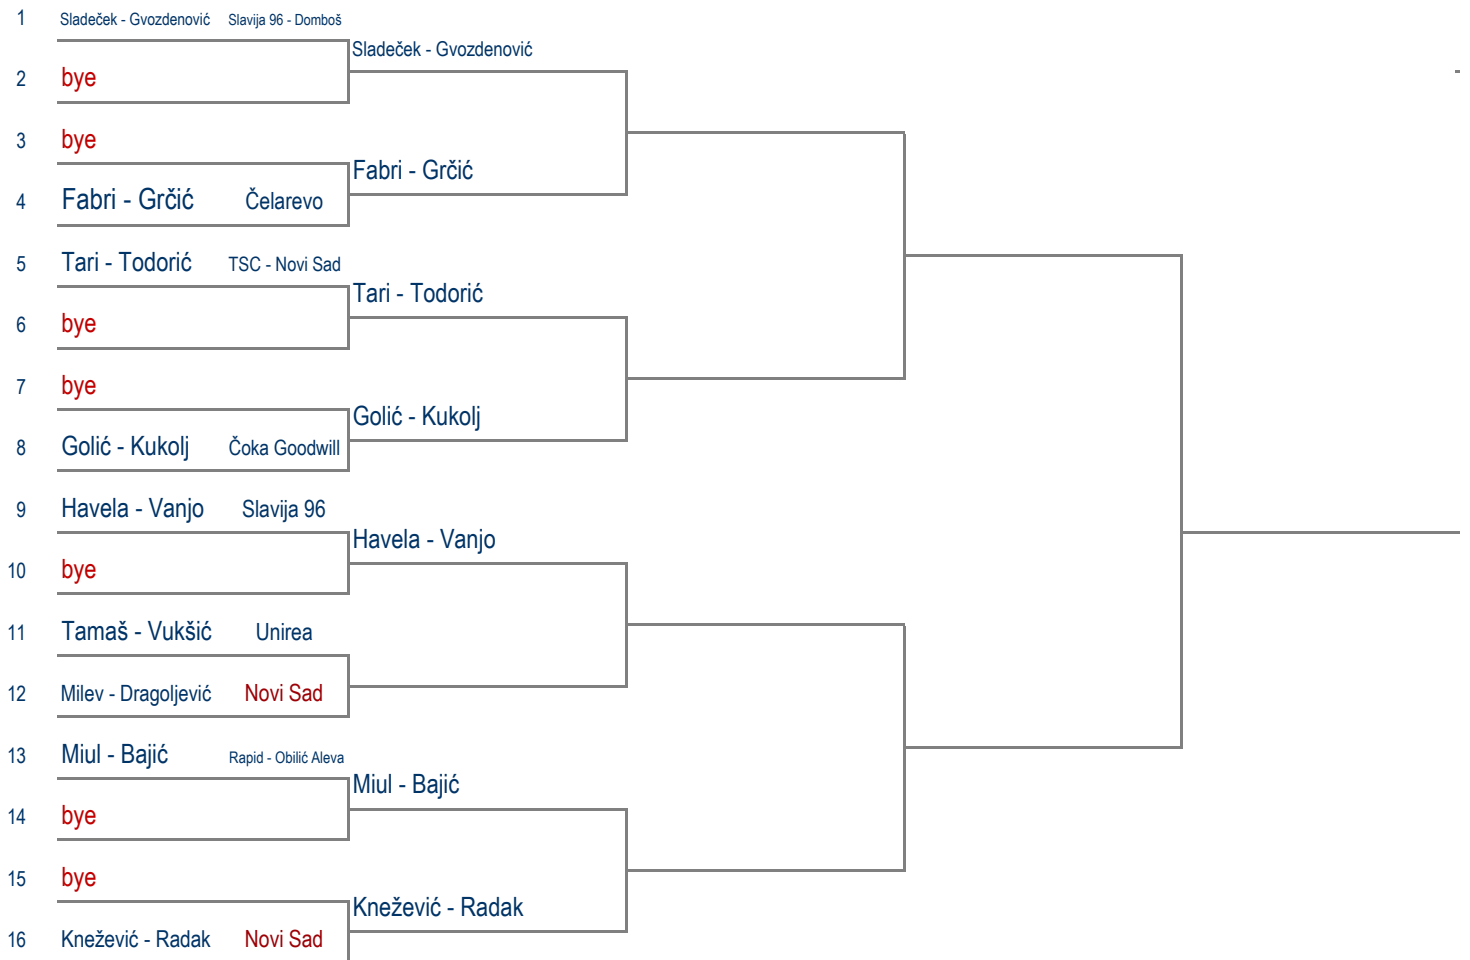 1 Sladeček - Gvozdenović Slavija 96 - Domboš
Sladeček - Gvozdenović
2 bye
3 bye
Fabri - Grčić
4 Fabri - Grčić Čelarevo
5 Tari - Todorić TSC - Novi Sad
Tari - Todorić
6 bye
7 bye
Golić - Kukolj
8 Golić - Kukolj Čoka Goodwill
9 Havela - Vanjo Slavija 96
Havela - Vanjo
10 bye
11 Tamaš - Vukšić Unirea
12 Milev - Dragoljević Novi Sad
13 Miul - Bajić Rapid - Obilić Aleva
Miul - Bajić
14 bye
15 bye
Knežević - Radak
16 Knežević - Radak Novi Sad